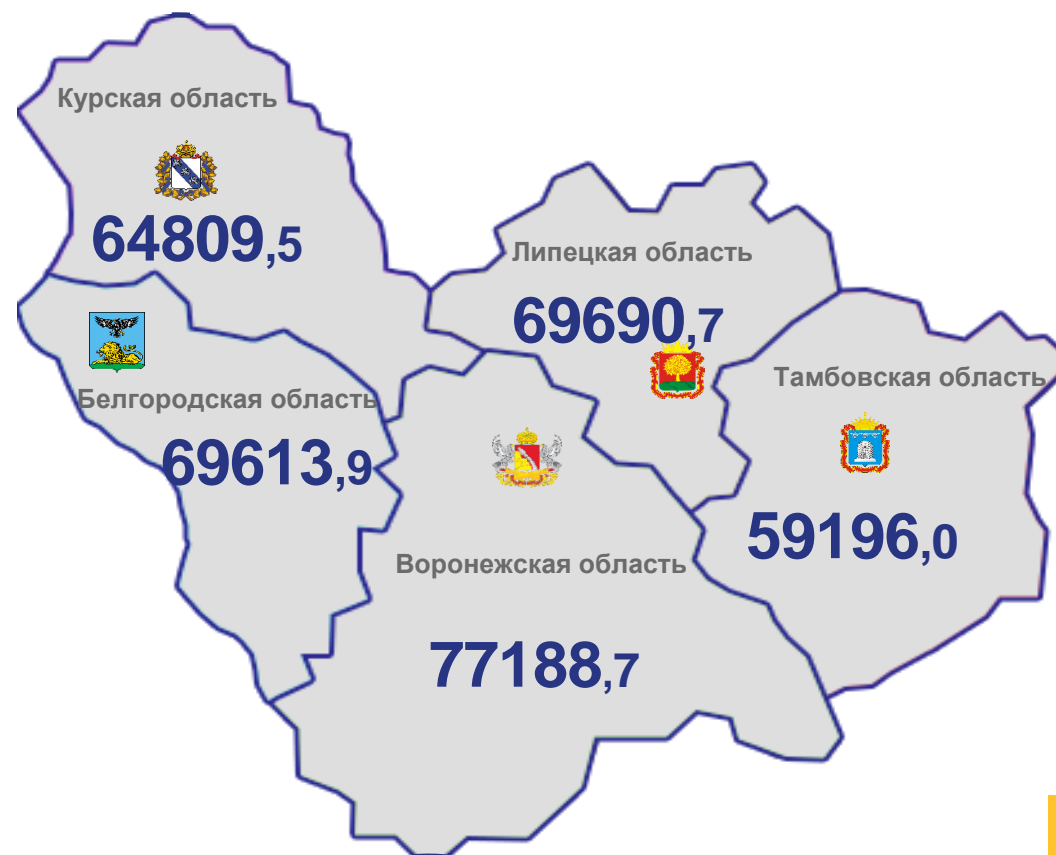 Курская область
64809,5
Липецкая область
69690,7
Тамбовская область
59196,0
Белгородская область
69613,9
Воронежская область
77188,7